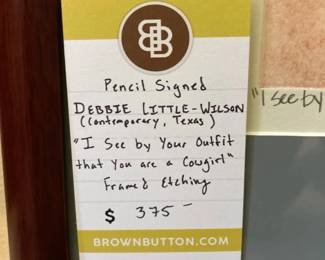 BB
Pencil Signed
DEBBIE LITTLE-WILSON
(Contemporary, Texas)
"I See by Your Outfit
that You are a Cowgirl"
Framed Etching
$ 375-
BROWNBUTTON.COM
"I see by